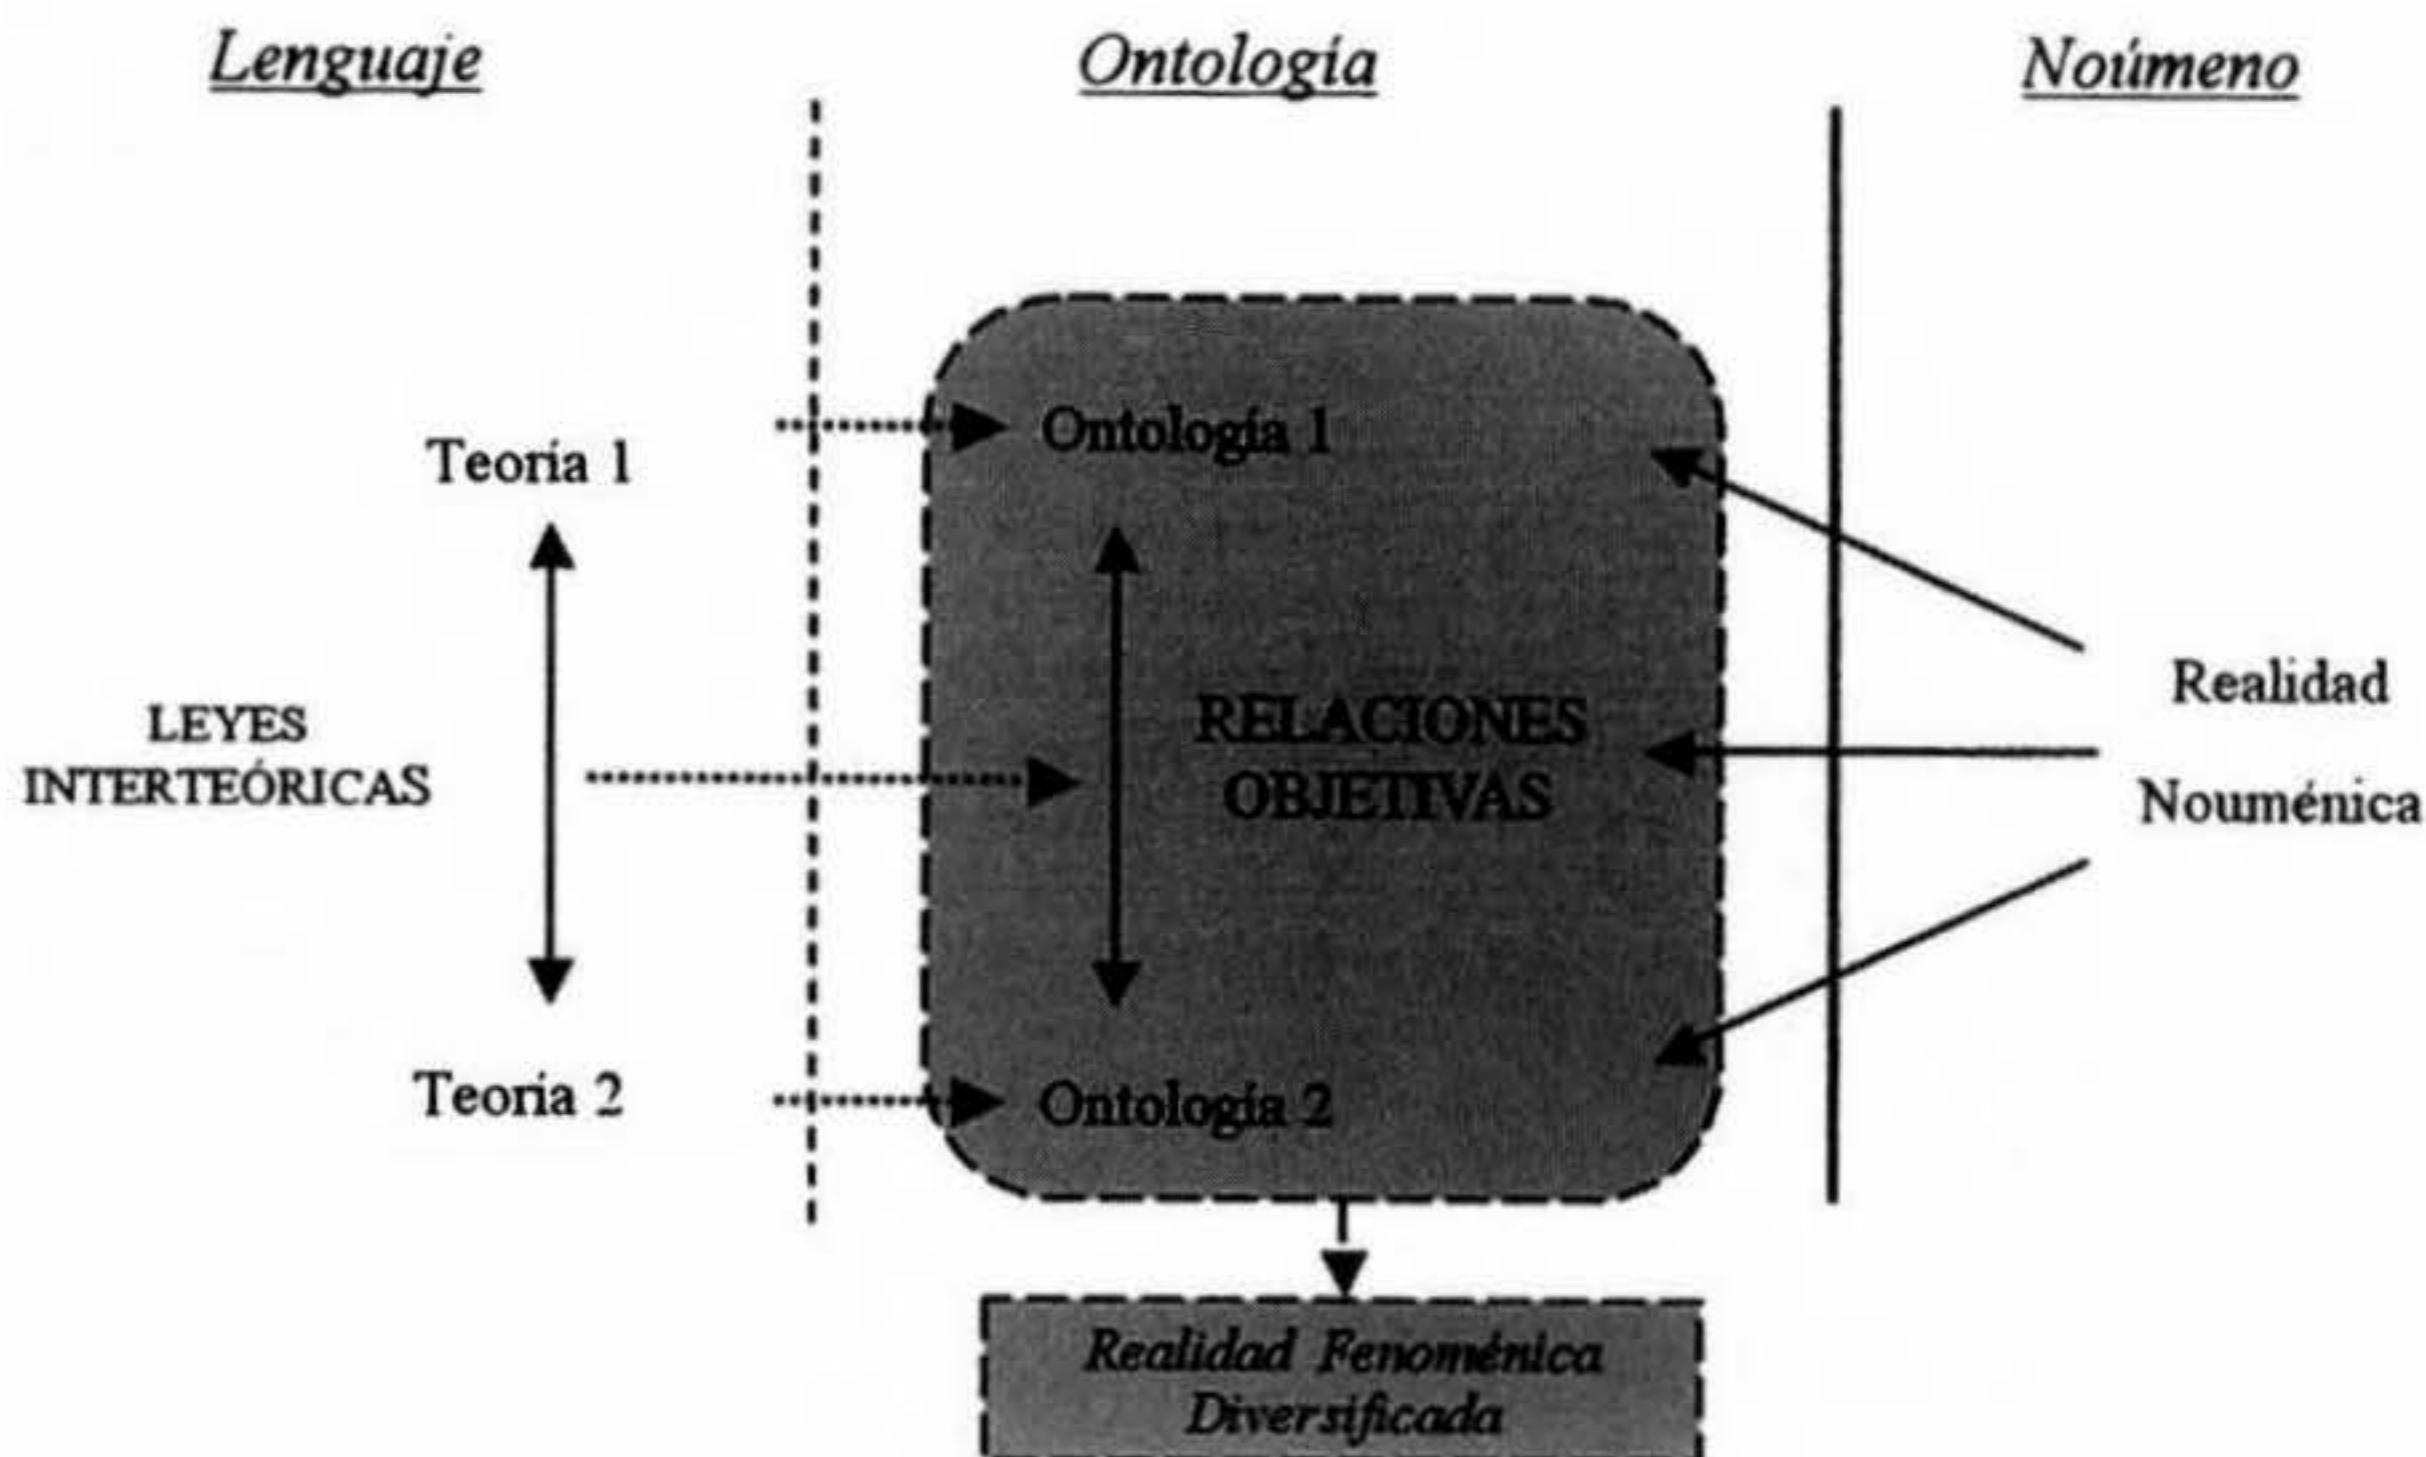 Lenguaje
Ontología
Noúmeno
Teoría 1
Ontología 1
LEYES
INTERTEÓRICAS
RELACIONES
OBJETIVAS
Realidad
Nouménica
Teoría 2
Ontología 2
Realidad Fenoménica
Diversificada